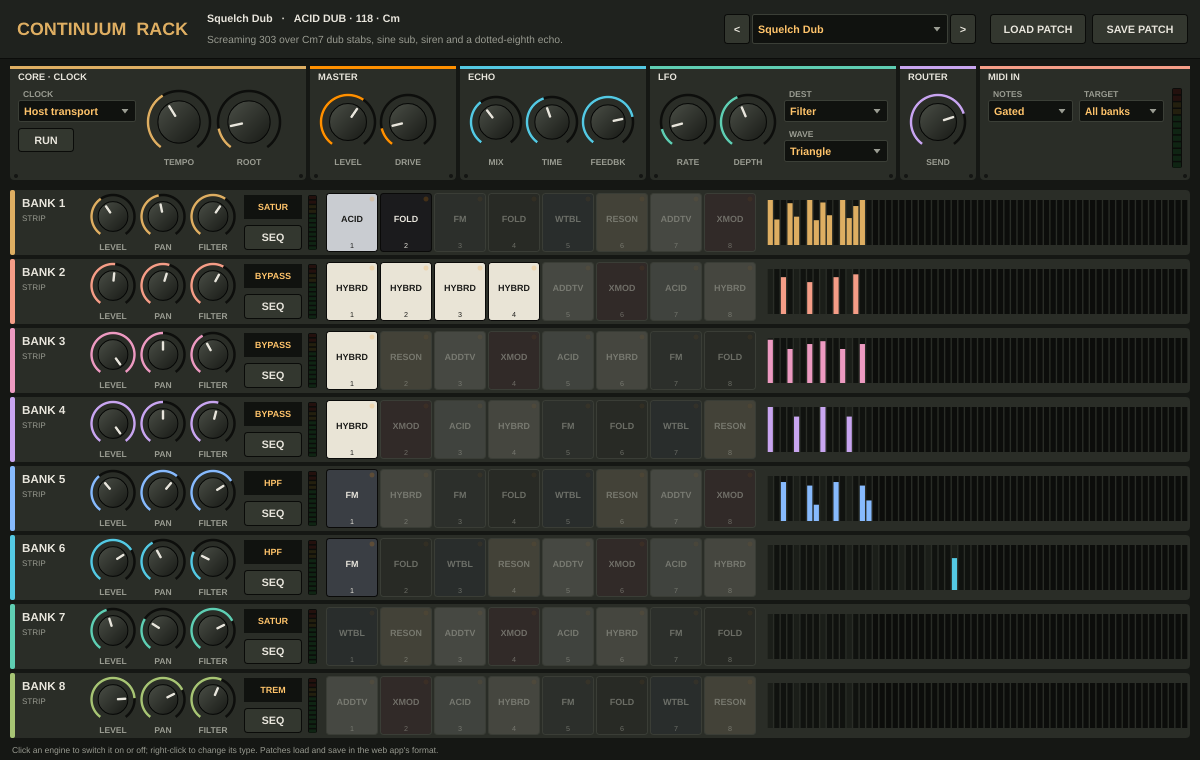 CONTINUUM RACK
Squelch Dub · ACID DUB · 118 · Cm
Screaming 303 over Cm7 dub stabs, sine sub, siren and a dotted-eighth echo.
< Squelch Dub > LOAD PATCH SAVE PATCH
CORE · CLOCK MASTER ECHO LFO ROUTER MIDI IN
CLOCK DEST NOTES TARGET
Host transport Filter Gated All banks
RUN WAVE
Triangle
TEMPO ROOT LEVEL DRIVE MIX TIME FEEDBK RATE DEPTH SEND
BANK 1 SATUR
STRIP SEQ
ACID FOLD FM FOLD WTBL RESON ADDTV XMOD
1 2 3 4 5 6 7 8
LEVEL PAN FILTER
BANK 2 BYPASS
STRIP SEQ
HYBRD HYBRD HYBRD HYBRD ADDTV XMOD ACID HYBRD
1 2 3 4 5 6 7 8
LEVEL PAN FILTER
BANK 3 BYPASS
STRIP SEQ
HYBRD RESON ADDTV XMOD ACID HYBRD FM FOLD
1 2 3 4 5 6 7 8
LEVEL PAN FILTER
BANK 4 BYPASS
STRIP SEQ
HYBRD XMOD ACID HYBRD FM FOLD WTBL RESON
1 2 3 4 5 6 7 8
LEVEL PAN FILTER
BANK 5 HPF
STRIP SEQ
FM HYBRD FM FOLD WTBL RESON ADDTV XMOD
1 2 3 4 5 6 7 8
LEVEL PAN FILTER
BANK 6 HPF
STRIP SEQ
FM FOLD WTBL RESON ADDTV XMOD ACID HYBRD
1 2 3 4 5 6 7 8
LEVEL PAN FILTER
BANK 7 SATUR
STRIP SEQ
WTBL RESON ADDTV XMOD ACID HYBRD FM FOLD
1 2 3 4 5 6 7 8
LEVEL PAN FILTER
BANK 8 TREM
STRIP SEQ
ADDTV XMOD ACID HYBRD FM FOLD WTBL RESON
1 2 3 4 5 6 7 8
LEVEL PAN FILTER
Click an engine to switch it on or off; right-click to change its type. Patches load and save in the web app's format.